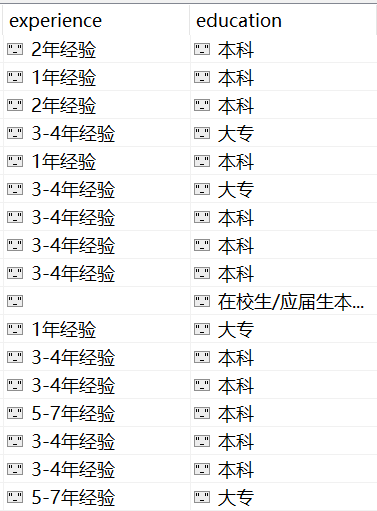 experience education
2年经验 本科
1年经验 本科
2年经验 本科
3-4年经验 大专
1年经验 本科
3-4年经验 大专
3-4年经验 本科
3-4年经验 本科
3-4年经验 本科
在校生/应届生本...
1年经验 大专
3-4年经验 本科
3-4年经验 本科
5-7年经验 本科
3-4年经验 本科
3-4年经验 本科
5-7年经验 大专